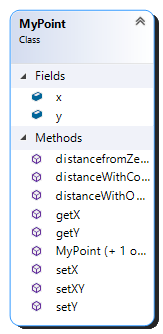 MyPoint
Class
Fields
x
y
Methods
distancefromZe...
distanceWithCo...
distanceWithO...
getX
getY
MyPoint (+ 1 o...
setX
setXY
setY